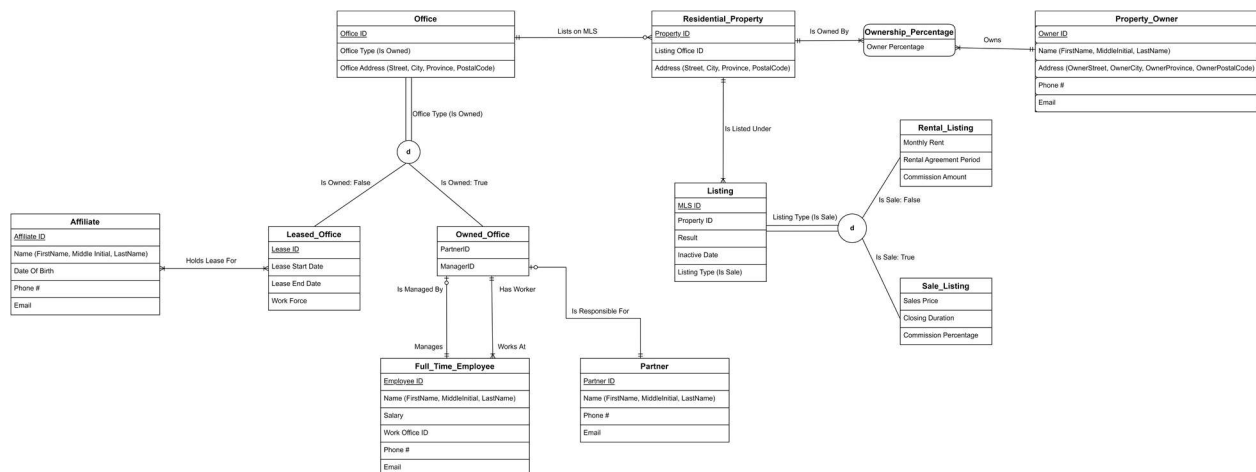 Office
Office ID
Office Type (Is Owned)
Office Address (Street, City, Province, PostalCode)
Lists on MLS
Residential_Property
Property ID
Listing Office ID
Address (Street, City, Province, PostalCode)
Is Owned By
Ownership_Percentage
Owner Percentage
Owns
Property_Owner
Owner ID
Name (FirstName, MiddleInitial, LastName)
Address (OwnerStreet, OwnerCity, OwnerProvince, OwnerPostalCode)
Phone #
Email
Office Type (Is Owned)
d
Is Owned: False
Is Owned: True
Is Listed Under
Rental_Listing
Monthly Rent
Rental Agreement Period
Commission Amount
Listing
MLS ID
Property ID
Result
Inactive Date
Listing Type (Is Sale)
Listing Type (Is Sale)
d
Is Sale: False
Is Sale: True
Sale_Listing
Sales Price
Closing Duration
Commission Percentage
Affiliate
Affiliate ID
Name (FirstName, Middle Initial, LastName)
Date Of Birth
Phone #
Email
Holds Lease For
Leased_Office
Lease ID
Lease Start Date
Lease End Date
Work Force
Owned_Office
PartnerID
ManagerID
Is Managed By
Has Worker
Is Responsible For
Manages
Works At
Full_Time_Employee
Employee ID
Name (FirstName, MiddleInitial, LastName)
Salary
Work Office ID
Phone #
Email
Partner
Partner ID
Name (FirstName, MiddleInitial, LastName)
Phone #
Email